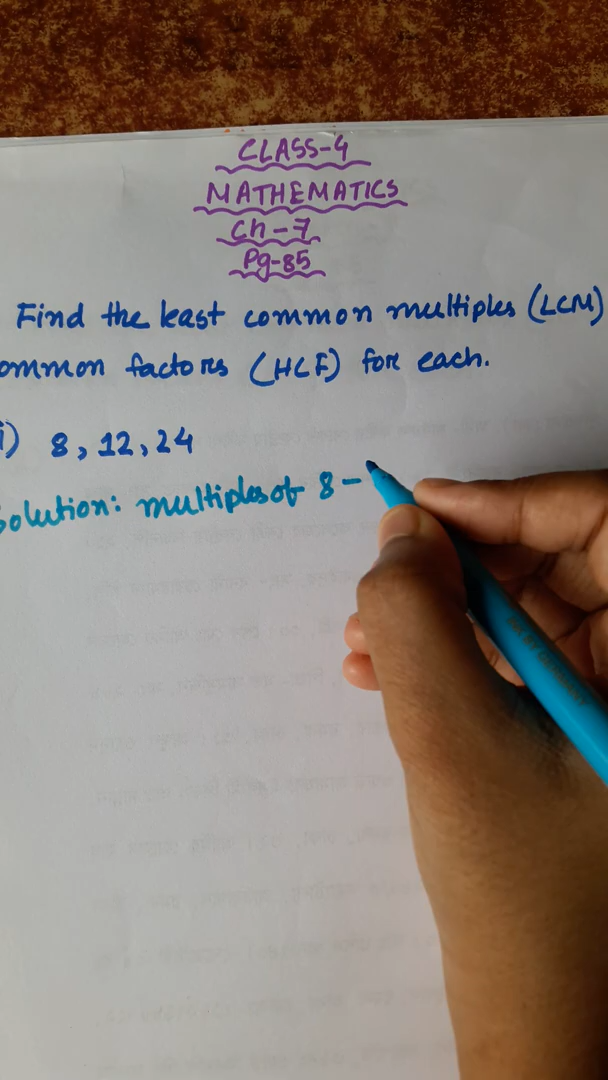 CLASS-4
MATHEMATICS
Ch-7
Pg-85
Find the least common multiples (LCM)
ommon factors (HCF) for each.
i) 8, 12, 24
Solution: multiples of 8 -